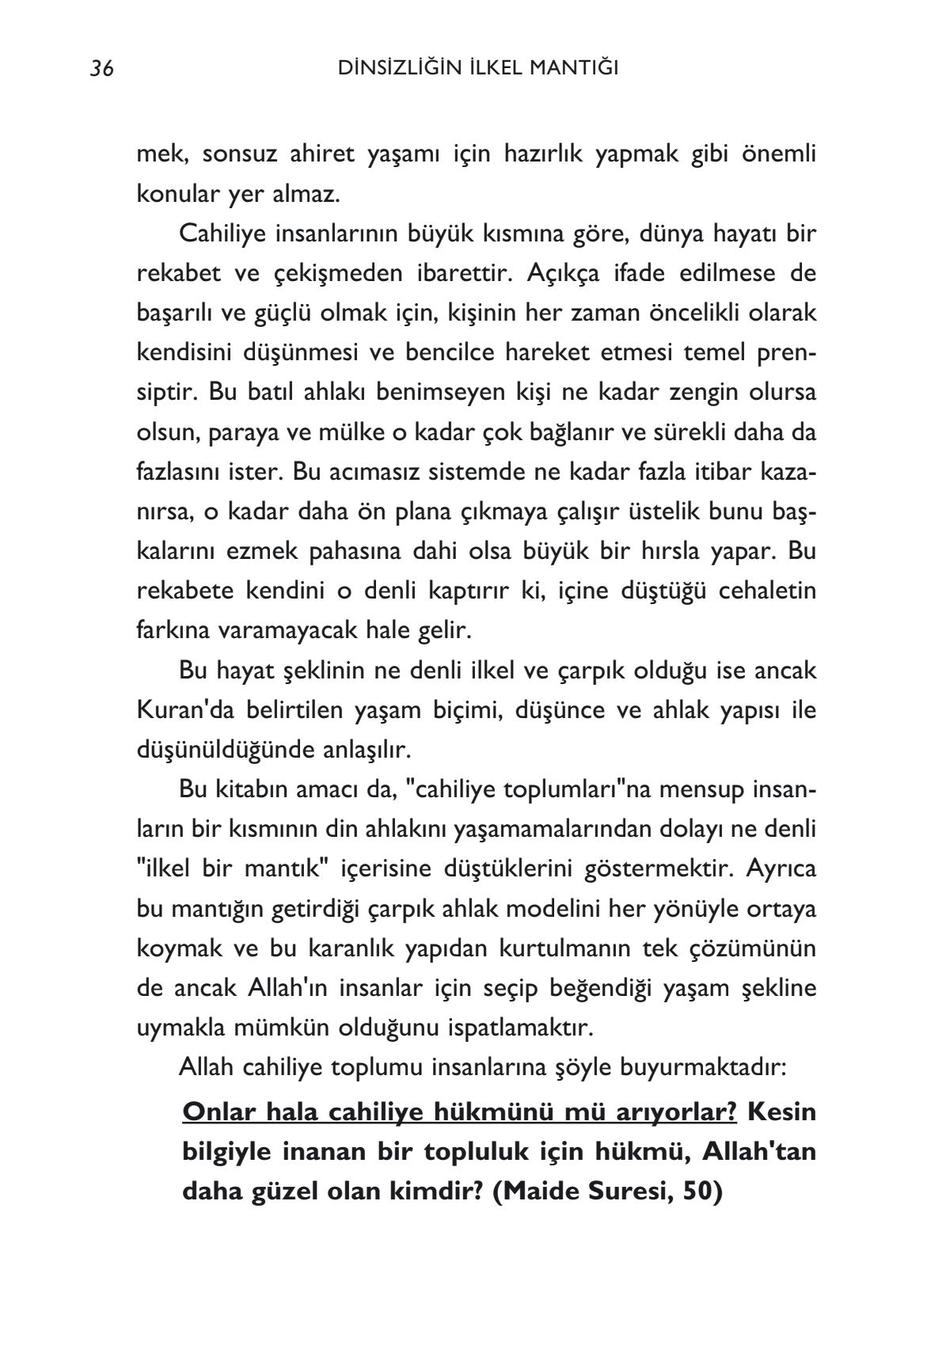 36
DİNSİZLİĞİN İLKEL MANTIĞI
mek, sonsuz ahiret yaşamı için hazırlık yapmak gibi önemli
konular yer almaz.
Cahiliye insanlarının büyük kısmına göre, dünya hayatı bir
rekabet ve çekişmeden ibarettir. Açıkça ifade edilmese de
başarılı ve güçlü olmak için, kişinin her zaman öncelikli olarak
kendisini düşünmesi ve bencilce hareket etmesi temel pren-
siptir. Bu batıl ahlakı benimseyen kişi ne kadar zengin olursa
olsun, paraya ve mülke o kadar çok bağlanır ve sürekli daha da
fazlasını ister. Bu acımasız sistemde ne kadar fazla itibar kaza-
nırsa, o kadar daha ön plana çıkmaya çalışır üstelik bunu baş-
kalarını ezmek pahasına dahi olsa büyük bir hırsla yapar. Bu
rekabete kendini o denli kaptırır ki, içine düştüğü cehaletin
farkına varamayacak hale gelir.
Bu hayat şeklinin ne denli ilkel ve çarpık olduğu ise ancak
Kuran'da belirtilen yaşam biçimi, düşünce ve ahlak yapısı ile
düşünüldüğünde anlaşılır.
Bu kitabın amacı da, "cahiliye toplumları"na mensup insan-
ların bir kısmının din ahlakını yaşamamalarından dolayı ne denli
"ilkel bir mantık" içerisine düştüklerini göstermektir. Ayrıca
bu mantığın getirdiği çarpık ahlak modelini her yönüyle ortaya
koymak ve bu karanlık yapıdan kurtulmanın tek çözümünün
de ancak Allah'ın insanlar için seçip beğendiği yaşam şekline
uymakla mümkün olduğunu ispatlamaktır.
Allah cahiliye toplumu insanlarına şöyle buyurmaktadır:
Onlar hala cahiliye hükmünü mü arıyorlar? Kesin
bilgiyle inanan bir topluluk için hükmü, Allah'tan
daha güzel olan kimdir? (Maide Suresi, 50)